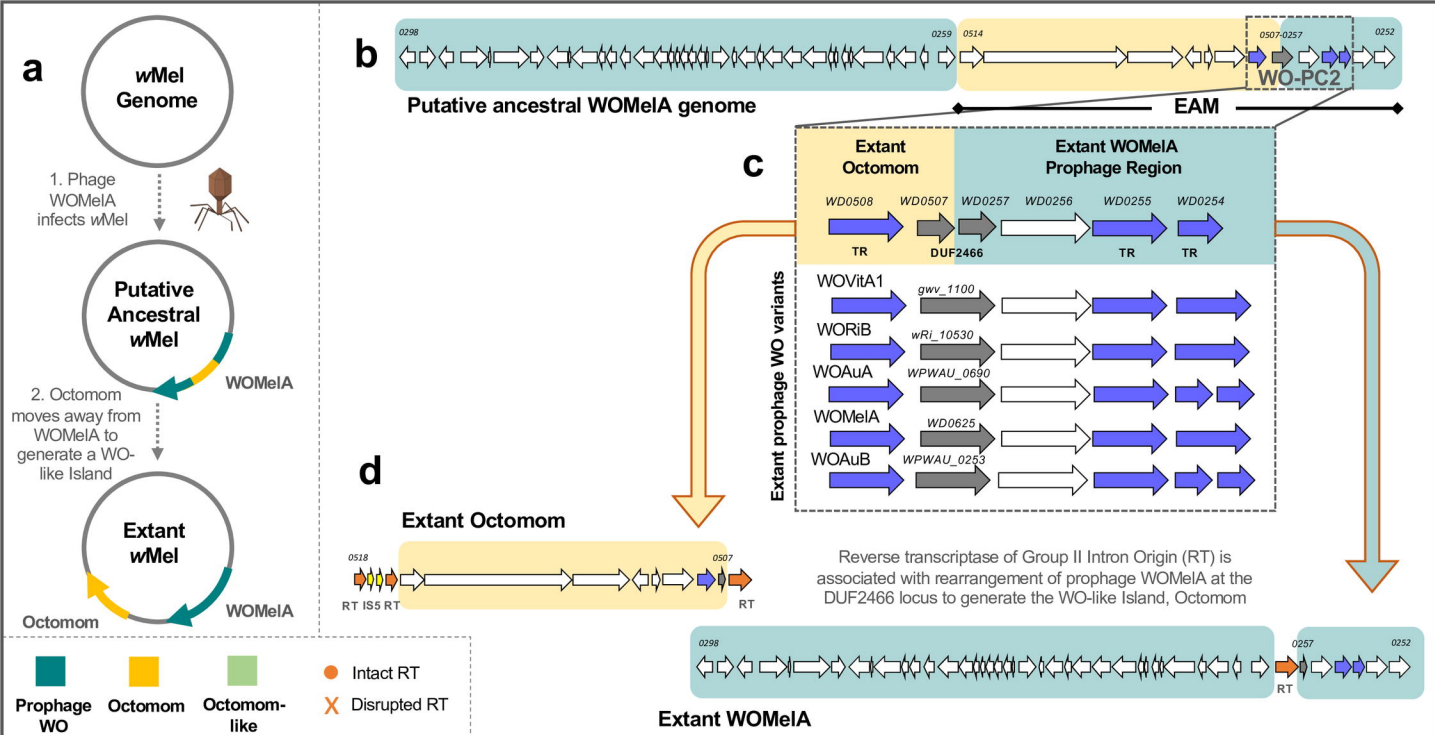 a
wMel
Genome
1. Phage
WOMelA
infects wMel
Putative
Ancestral
wMel
WOMelA
2. Octomom
moves away from
WOMelA to
generate a WO-
like Island
Extant
wMel
Octomom
WOMelA
Prophage
WO
Octomom
Octomom-
like
Intact RT
X Disrupted RT
b
0298
0259
0514
0507-0257
0252
WO-PC2
Putative ancestral WOMelA genome
EAM
c
Extant
Octomom
Extant WOMelA
Prophage Region
WD0508
WD0507
WD0257
WD0256
WD0255
WD0254
TR
DUF2466
TR
TR
Extant prophage WO variants
WOVitA1
gwv_1100
WORiB
wRi_10530
WOAuA
WPWAU_0690
WOMelA
WD0625
WOAuB
WPWAU_0253
d
Extant Octomom
0518
0507
RT IS5 RT
RT
Reverse transcriptase of Group II Intron Origin (RT) is
associated with rearrangement of prophage WOMelA at the
DUF2466 locus to generate the WO-like Island, Octomom
0298
0257
0252
RT
Extant WOMelA